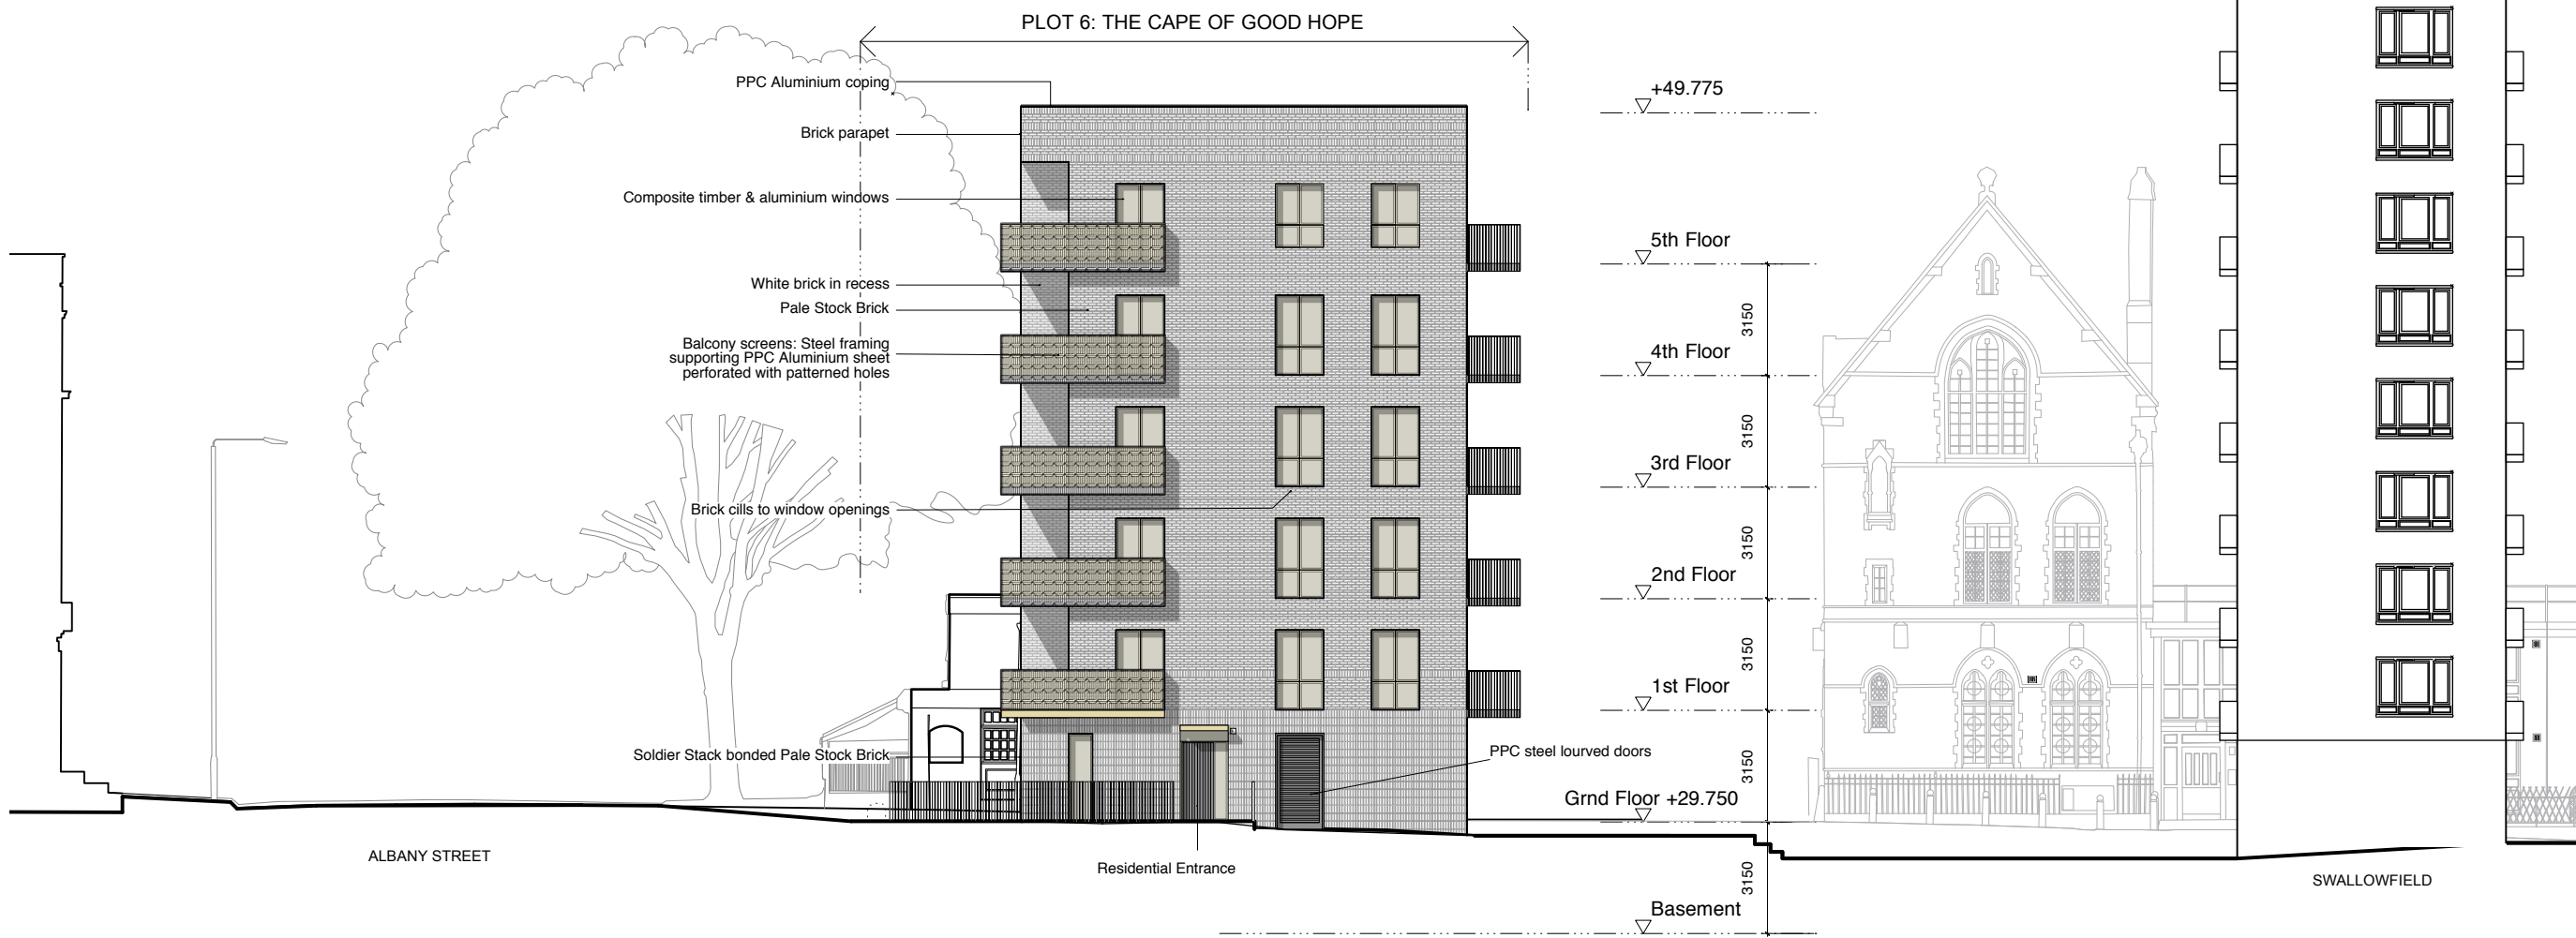 PLOT 6: THE CAPE OF GOOD HOPE
PPC Aluminium coping
+49.775
Brick parapet
Composite timber & aluminium windows
5th Floor
White brick in recess
Pale Stock Brick
3150
Balcony screens: Steel framing
supporting PPC Aluminium sheet
perforated with patterned holes
4th Floor
3150
3rd Floor
Brick cills to window openings
3150
2nd Floor
3150
1st Floor
Soldier Stack bonded Pale Stock Brick
PPC steel lourved doors
3150
Grnd Floor +29.750
ALBANY STREET
Residential Entrance
3150
SWALLOWFIELD
Basement